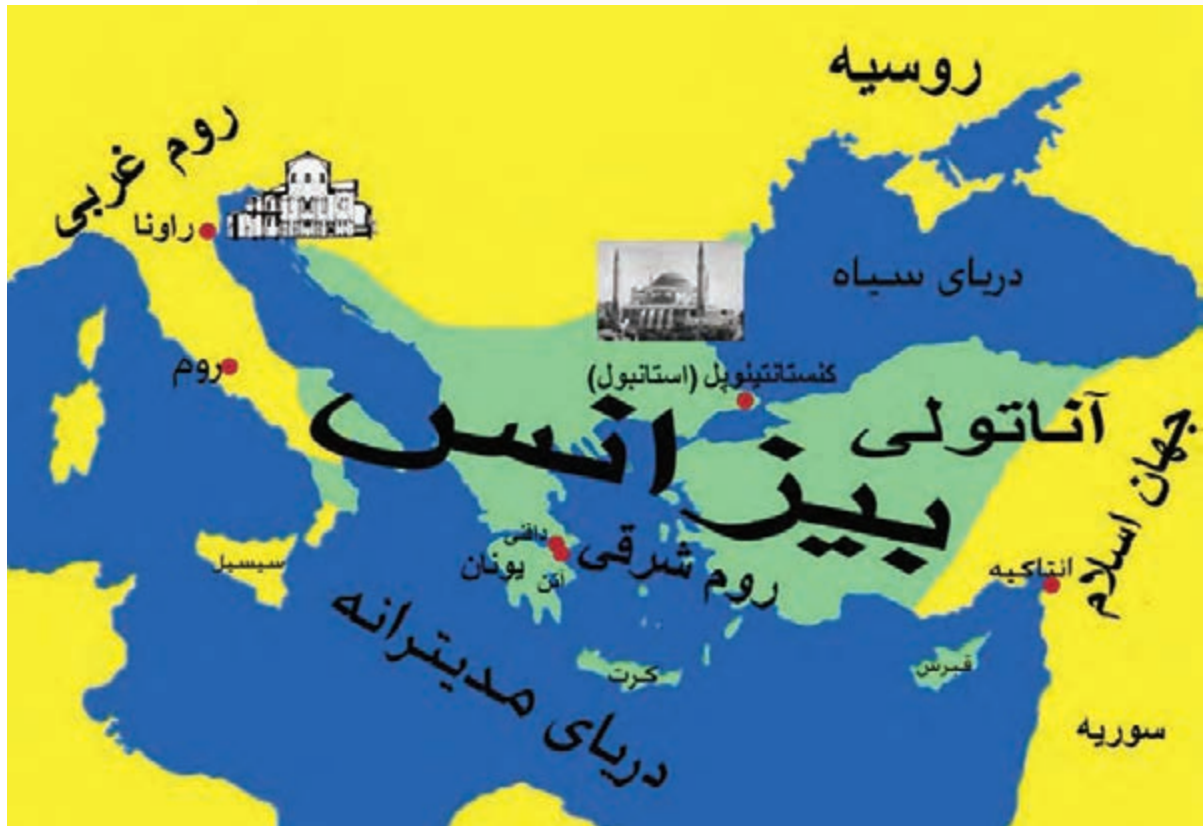 روسیه
روم غربی
راونا
دریای سیاه
روم
کنستانتینوپل (استانبول)
آناتولی
بیزانس
جهان اسلام
دافنی
یونان
آتن
روم شرقی
انتاکیه
سیسیل
دریای مدیترانه
کرت
قبرس
سوریه